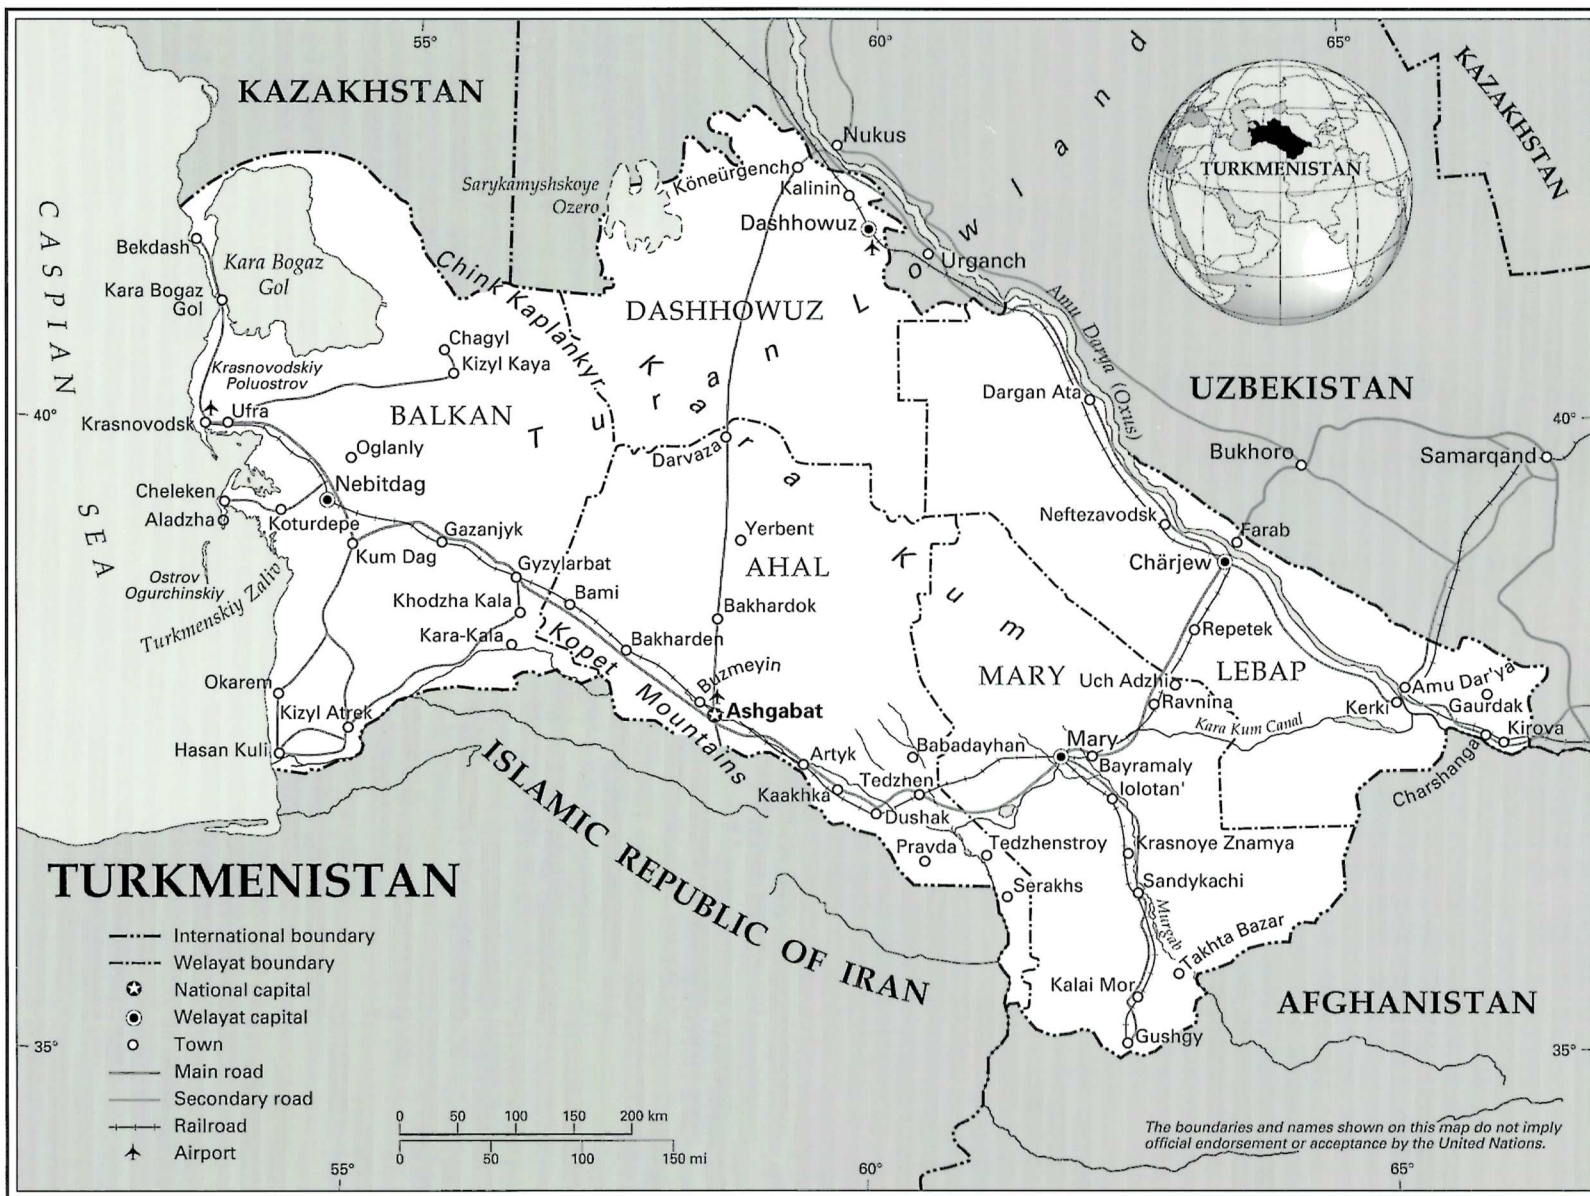 55°
60°
65°
KAZAKHSTAN
KAZAKHSTAN
TURKMENISTAN
Nukus
Köneürgench
Kalinin
Dashhowuz
Urganch
Sarykamyshskoye
Ozero
CASPIAN
SEA
Bekdash
Kara Bogaz
Gol
Kara Bogaz
Gol
Chink Kaplankyr
DASHHOWUZ
Turan Lowland
Kara Kum
Amu Darya (Oxus)
Chagyl
Kizyl Kaya
Krasnovodskiy
Poluostrov
UZBEKISTAN
Dargan Ata
40°
40°
Krasnovodsk
Ufra
BALKAN
Oglanly
Darvaza
Bukhoro
Samarqand
Nebitdag
Cheleken
Aladzha
Koturdepe
Kum Dag
Gazanjyk
Yerbent
AHAL
Neftezavodsk
Farab
Chärjew
Ostrov
Ogurchinskiy
Turkmenskiy Zaliv
Gyzylarbat
Bami
Khodzha Kala
Kara-Kala
Bakhardok
Bakharden
Repetek
Kopet Mountains
Buzmeyin
MARY
Uch Adzhi
LEBAP
Amu Dar'ya
Okarem
Kizyl Atrek
Ashgabat
Ravnina
Kara Kum Canal
Kerki
Gaurdak
Kirova
Charshanga
Hasan Kuli
Artyk
Babadayhan
Mary
Bayramaly
Kaakhka
Tedzhen
Iolotan'
Dushak
Pravda
Tedzhenstroy
Krasnoye Znamya
Serakhs
Sandykachi
Murgab
Takhta Bazar
Kalai Mor
Gushgy
ISLAMIC REPUBLIC OF IRAN
AFGHANISTAN
TURKMENISTAN
International boundary
Welayat boundary
National capital
Welayat capital
Town
Main road
Secondary road
Railroad
Airport
35°
35°
0 50 100 150 200 km
0 50 100 150 mi
The boundaries and names shown on this map do not imply
official endorsement or acceptance by the United Nations.
55°
60°
65°